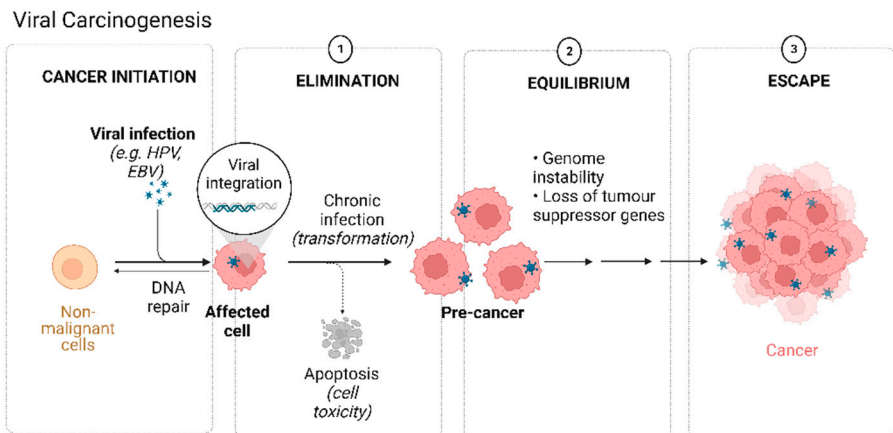 Viral Carcinogenesis
CANCER INITIATION
1
ELIMINATION
2
EQUILIBRIUM
3
ESCAPE
Viral infection
(e.g. HPV,
EBV)
Viral
integration
DNA
repair
Non-
malignant
cells
Affected
cell
Chronic
infection
(transformation)
Apoptosis
(cell
toxicity)
Pre-cancer
• Genome
instability
• Loss of tumour
suppressor genes
Cancer